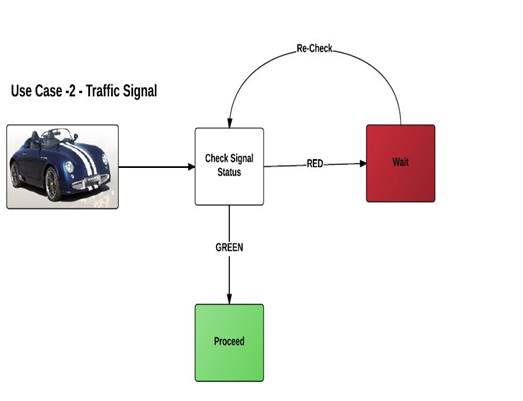 Re-Check
Use Case -2 - Traffic Signal
Check Signal
Status
RED
Wait
GREEN
Proceed